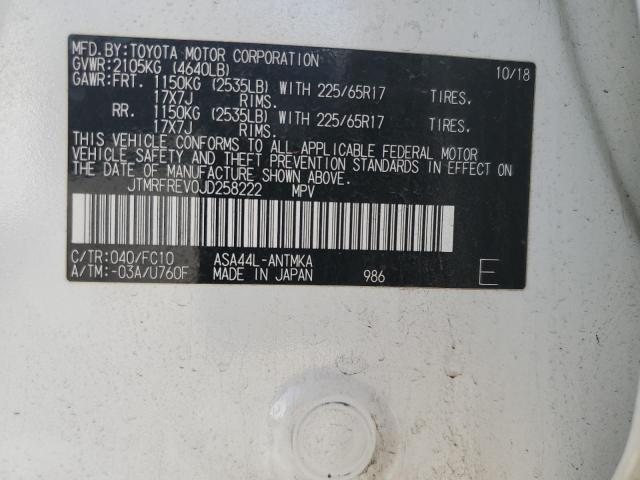 MFD.BY:TOYOTA MOTOR CORPORATION 10/18
GVWR:2105KG (4640LB)
GAWR:FRT. 1150KG (2535LB) WITH 225/65R17 TIRES,
17X7J RIMS.
RR. 1150KG (2535LB) WITH 225/65R17 TIRES,
17X7J RIMS.
THIS VEHICLE CONFORMS TO ALL APPLICABLE FEDERAL MOTOR
VEHICLE SAFETY AND THEFT PREVENTION STANDARDS IN EFFECT ON
THE DATE OF MANUFACTURE SHOWN ABOVE.
JTMRFREV0JD258222 MPV
C/TR:040/FC10 ASA44L-ANTMKA
A/TM:-03A/U760F MADE IN JAPAN 986 E